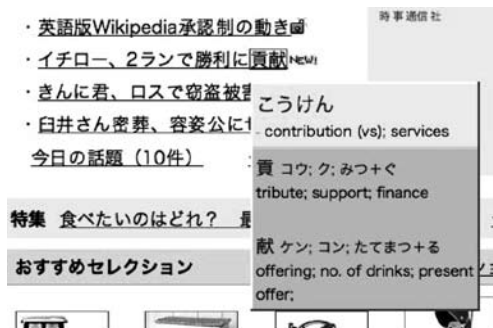 ・英語版Wikipedia承認制の動き
時事通信社
・イチロー、2ランで勝利に貢献 NEW!
・きんに君、ロスで窃盗被害
・臼井さん密葬、容姿公に
今日の話題（10件）
こうけん
- contribution (vs); services
貢 コウ; ク; みつ＋ぐ
tribute; support; finance
献 ケン; コン; たてまつ＋る
offering; no. of drinks; present
offer;
特集 食べたいのはどれ？
おすすめセレクション